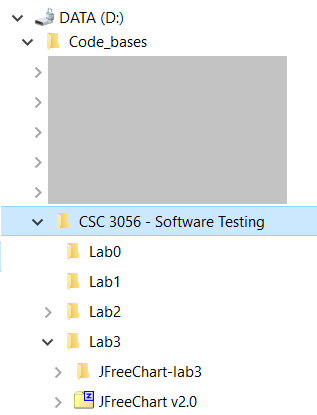 DATA (D:)
Code_bases
CSC 3056 - Software Testing
Lab0
Lab1
Lab2
Lab3
JFreeChart-lab3
JFreeChart v2.0